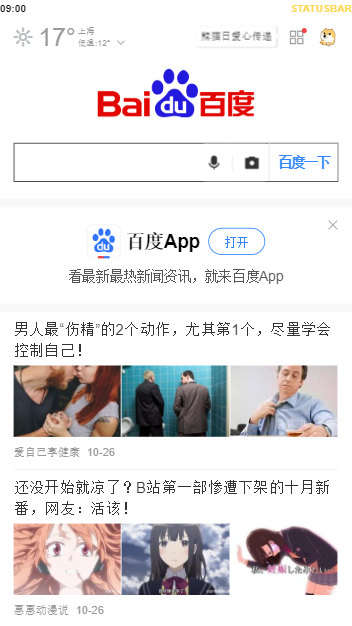 09:00
STATUSBAR
17°
上海
低温:12°
熊猫日爱心传递
Bai du 百度
百度一下
du
百度App
打开
看最新最热新闻资讯，就来百度App
男人最“伤精”的2个动作，尤其第1个，尽量学会
控制自己！
爱自己享健康 10-26
还没开始就凉了？B站第一部惨遭下架的十月新
番，网友：活该！
惠惠动漫说 10-26